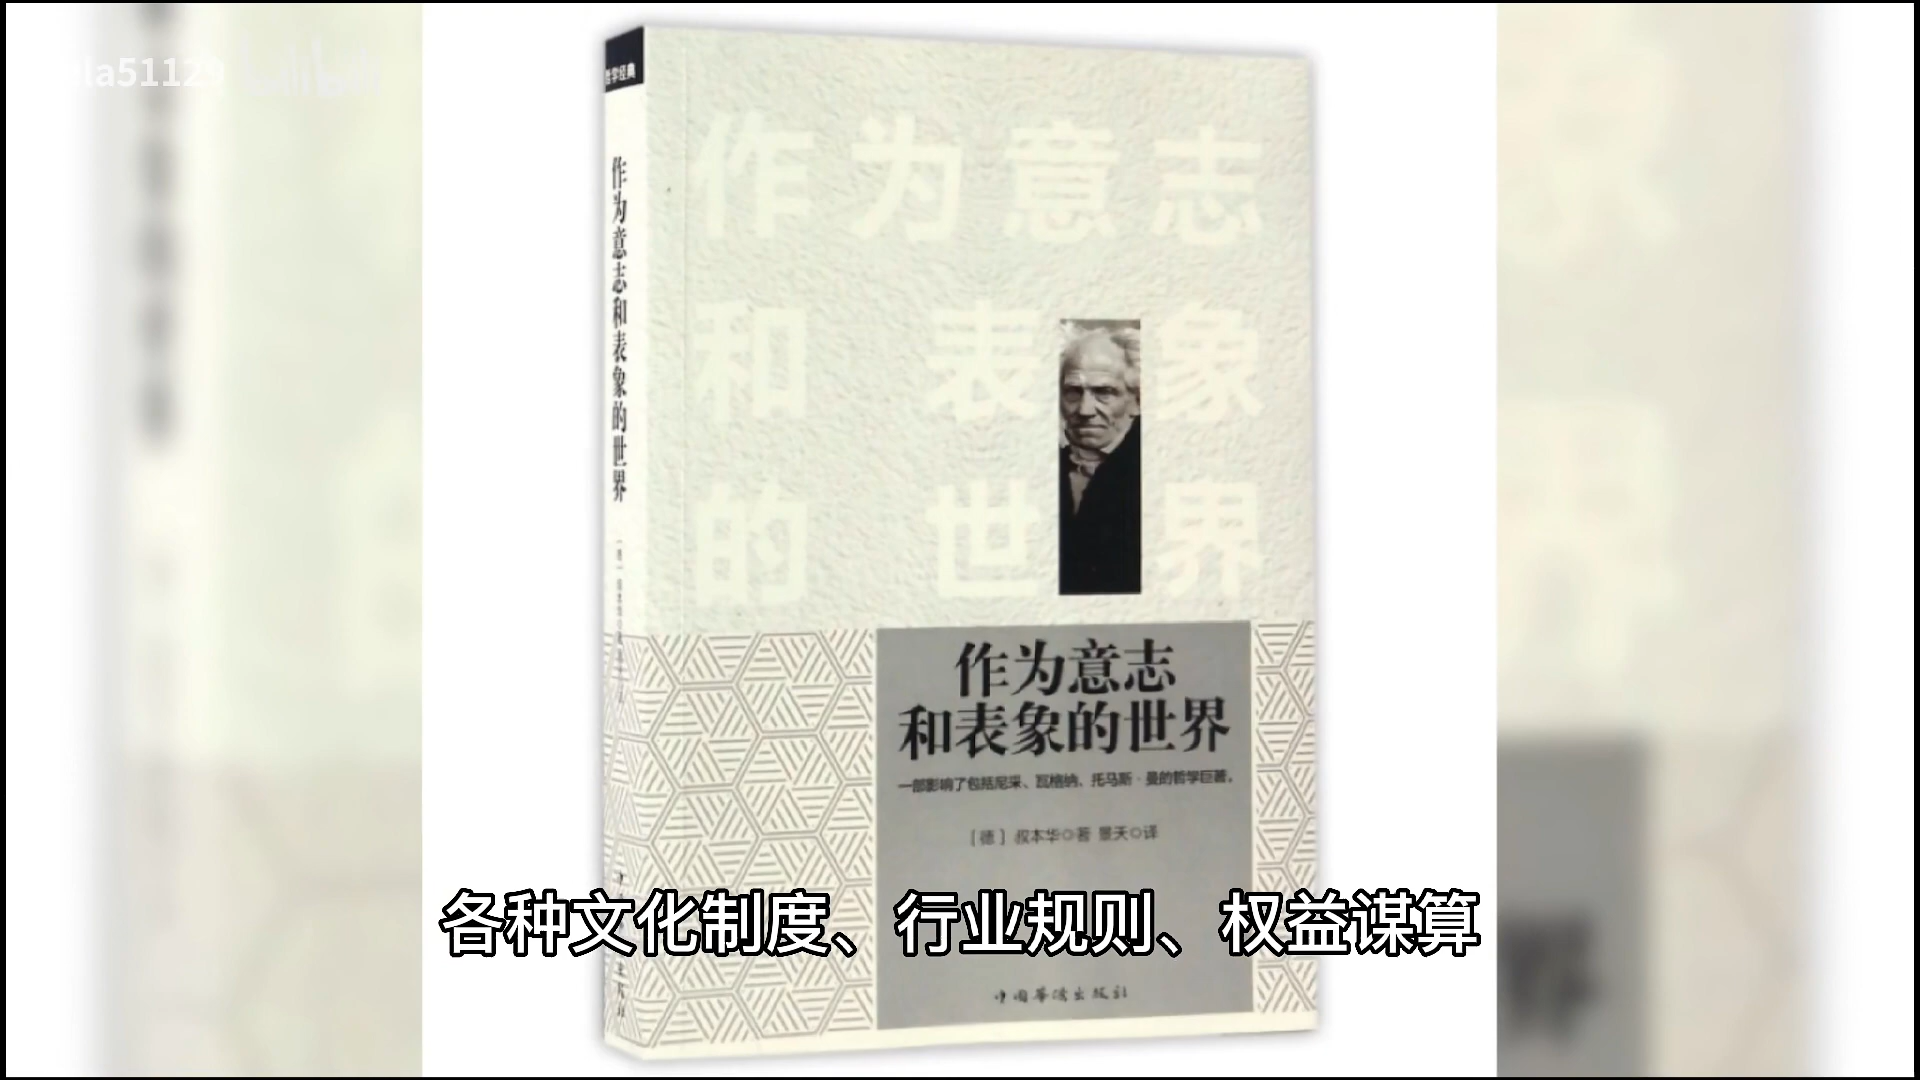 bilibili
哲学经典
作为意志和表象的世界
作为意志
和表象
的世界
作为意志
和表象的世界
一部影响了包括尼采、瓦格纳、托马斯·曼的哲学巨著。
[德] 叔本华◎著 景天◎译
中国华侨出版社
各种文化制度、行业规则、权益谋算